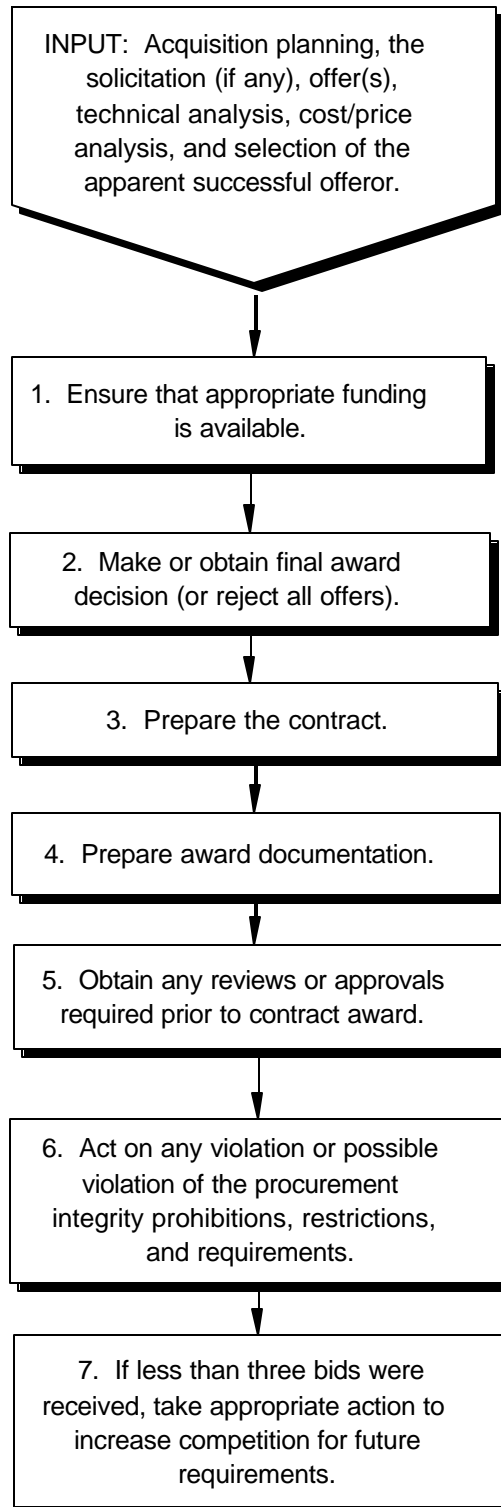 INPUT:  Acquisition planning, the
solicitation (if any), offer(s),
technical analysis, cost/price
analysis, and selection of the
apparent successful offeror.
1.  Ensure that appropriate funding
is available.
2.  Make or obtain final award
decision (or reject all offers).
3.  Prepare the contract.
4.  Prepare award documentation.
5.  Obtain any reviews or approvals
required prior to contract award.
6.  Act on any violation or possible
violation of the procurement
integrity prohibitions, restrictions,
and requirements.
7.  If less than three bids were
received, take appropriate action to
increase competition for future
requirements.